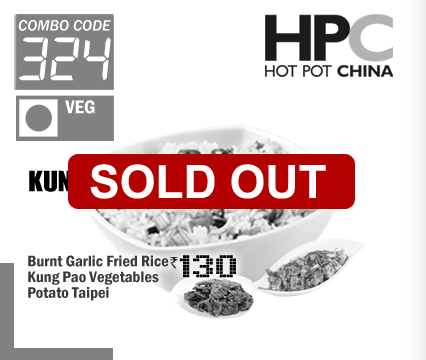 COMBO CODE
324
HPC
HOT POT CHINA
VEG
SOLD OUT
Burnt Garlic Fried Rice ₹130
Kung Pao Vegetables
Potato Taipei